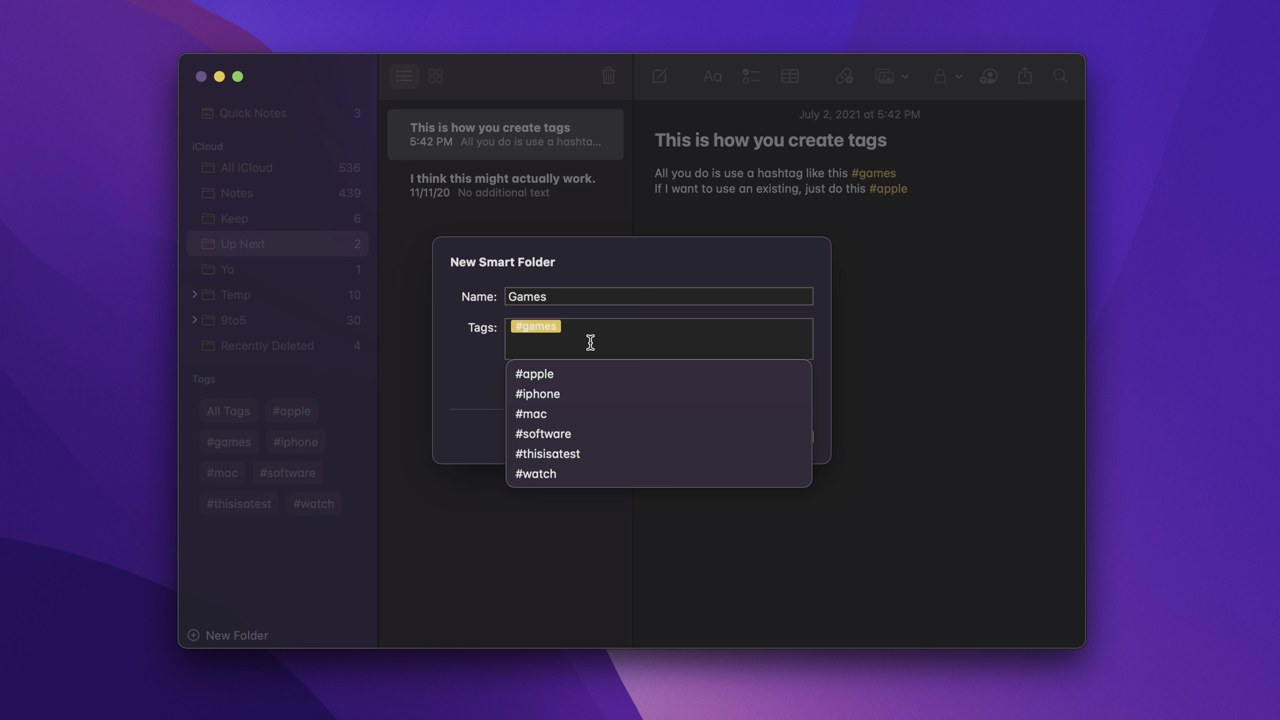 Quick Notes 3
iCloud
All iCloud 536
Notes 439
Keep 6
Up Next 2
Yo 1
Temp 10
9to5 30
Recently Deleted 4
Tags
All Tags #apple
#games #iphone
#mac #software
#thisisatest #watch
New Folder
This is how you create tags
5:42 PM All you do is use a hashta...
I think this might actually work.
11/11/20 No additional text
Aa
July 2, 2021 at 5:42 PM
This is how you create tags
All you do is use a hashtag like this #games
If I want to use an existing, just do this #apple
New Smart Folder
Name: Games
Tags: #games
#apple
#iphone
#mac
#software
#thisisatest
#watch